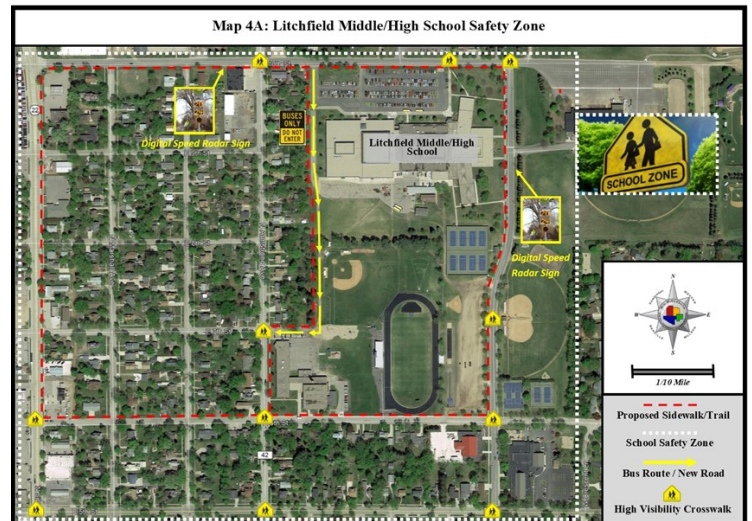 Map 4A: Litchfield Middle/High School Safety Zone
22
Digital Speed Radar Sign
BUSES
ONLY
DO NOT
ENTER
Litchfield Middle/High
School
SCHOOL ZONE
Digital Speed
Radar Sign
N
W
E
S
1/10 Mile
42
Proposed Sidewalk/Trail
School Safety Zone
Bus Route / New Road
High Visibility Crosswalk